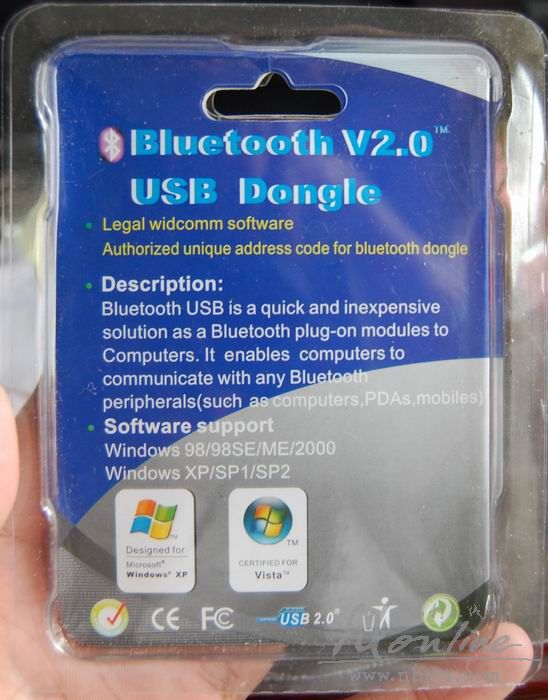 Bluetooth V2.0™
USB Dongle
Legal widcomm software
Authorized unique address code for bluetooth dongle
Description:
Bluetooth USB is a quick and inexpensive
solution as a Bluetooth plug-on modules to
Computers. It enables computers to
communicate with any Bluetooth
peripherals(such as computers,PDAs,mobiles)
Software support
Windows 98/98SE/ME/2000
Windows XP/SP1/SP2
TM
Designed for
Microsoft®
Windows® XP
TM
CERTIFIED FOR
Vista™
CE FC USB 2.0
online